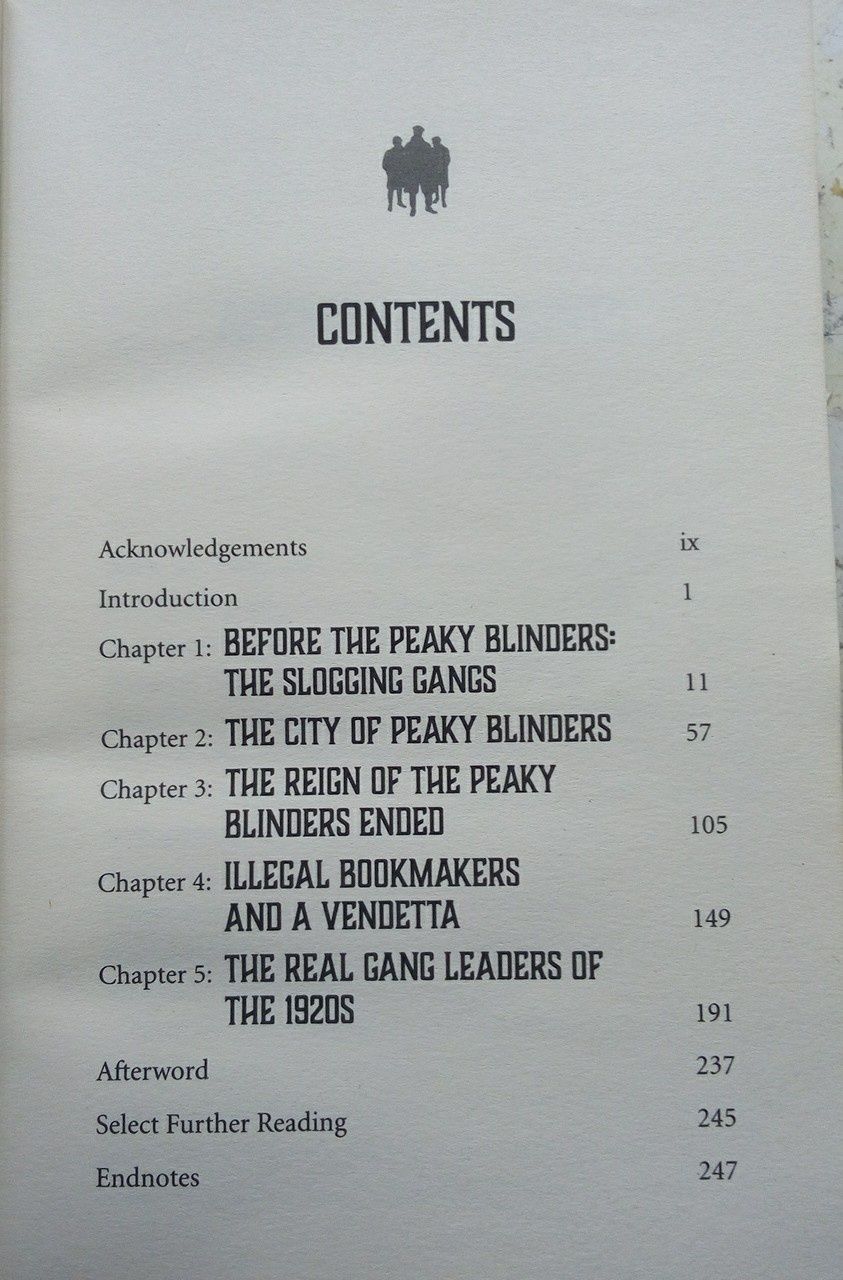 CONTENTS
Acknowledgements ix
Introduction 1
Chapter 1: BEFORE THE PEAKY BLINDERS:
THE SLOGGING GANGS 11
Chapter 2: THE CITY OF PEAKY BLINDERS 57
Chapter 3: THE REIGN OF THE PEAKY
BLINDERS ENDED 105
Chapter 4: ILLEGAL BOOKMAKERS
AND A VENDETTA 149
Chapter 5: THE REAL GANG LEADERS OF
THE 1920S 191
Afterword 237
Select Further Reading 245
Endnotes 247